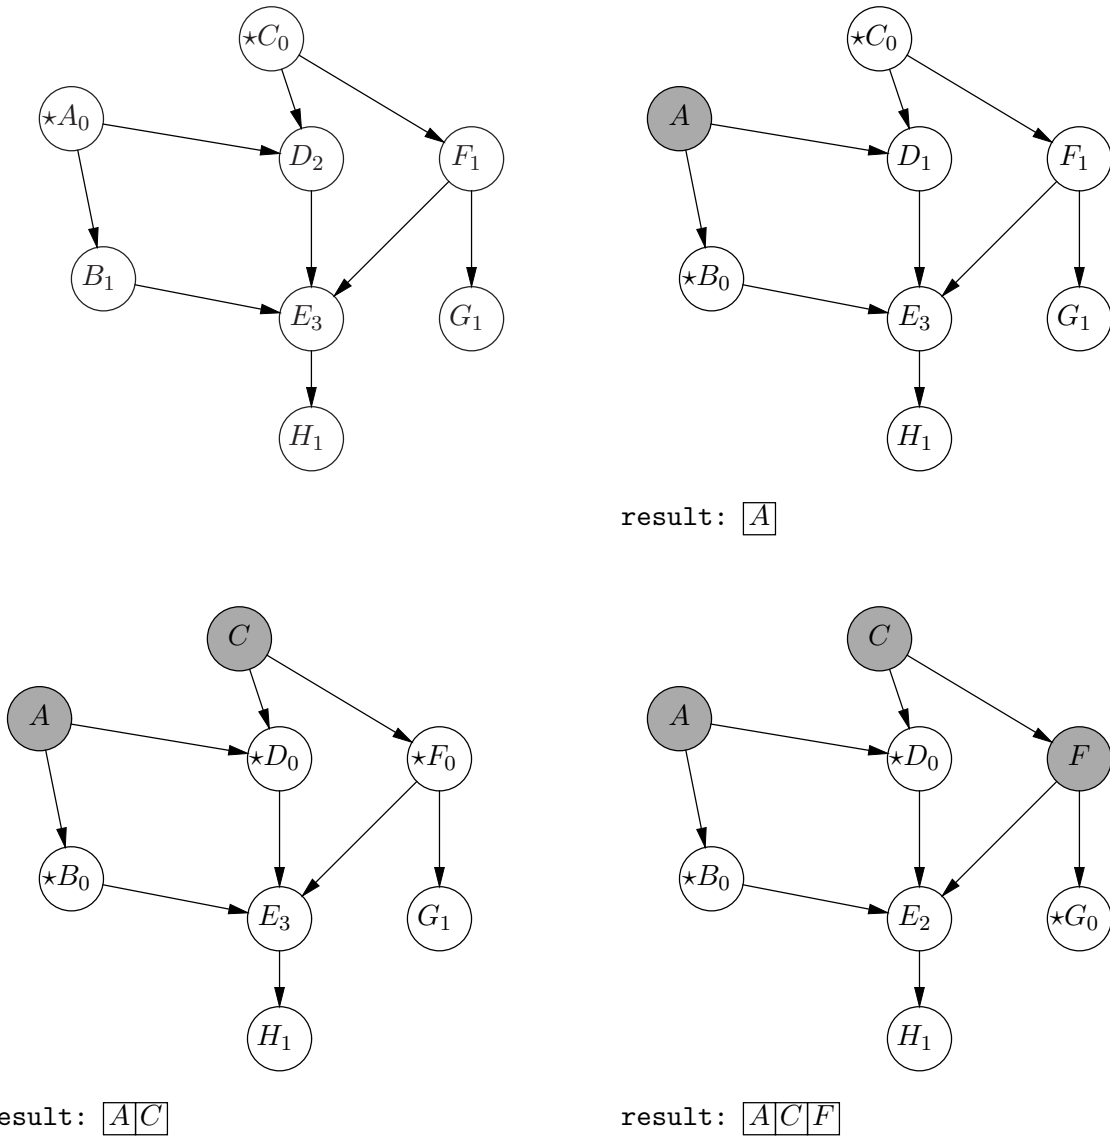 ⋆C₀
⋆A₀
D₂
F₁
B₁
E₃
G₁
H₁
⋆C₀
A
D₁
F₁
⋆B₀
E₃
G₁
H₁
result: A
C
A
⋆D₀
⋆F₀
⋆B₀
E₃
G₁
H₁
esult: A C
C
A
⋆D₀
F
⋆B₀
E₂
⋆G₀
H₁
result: A C F